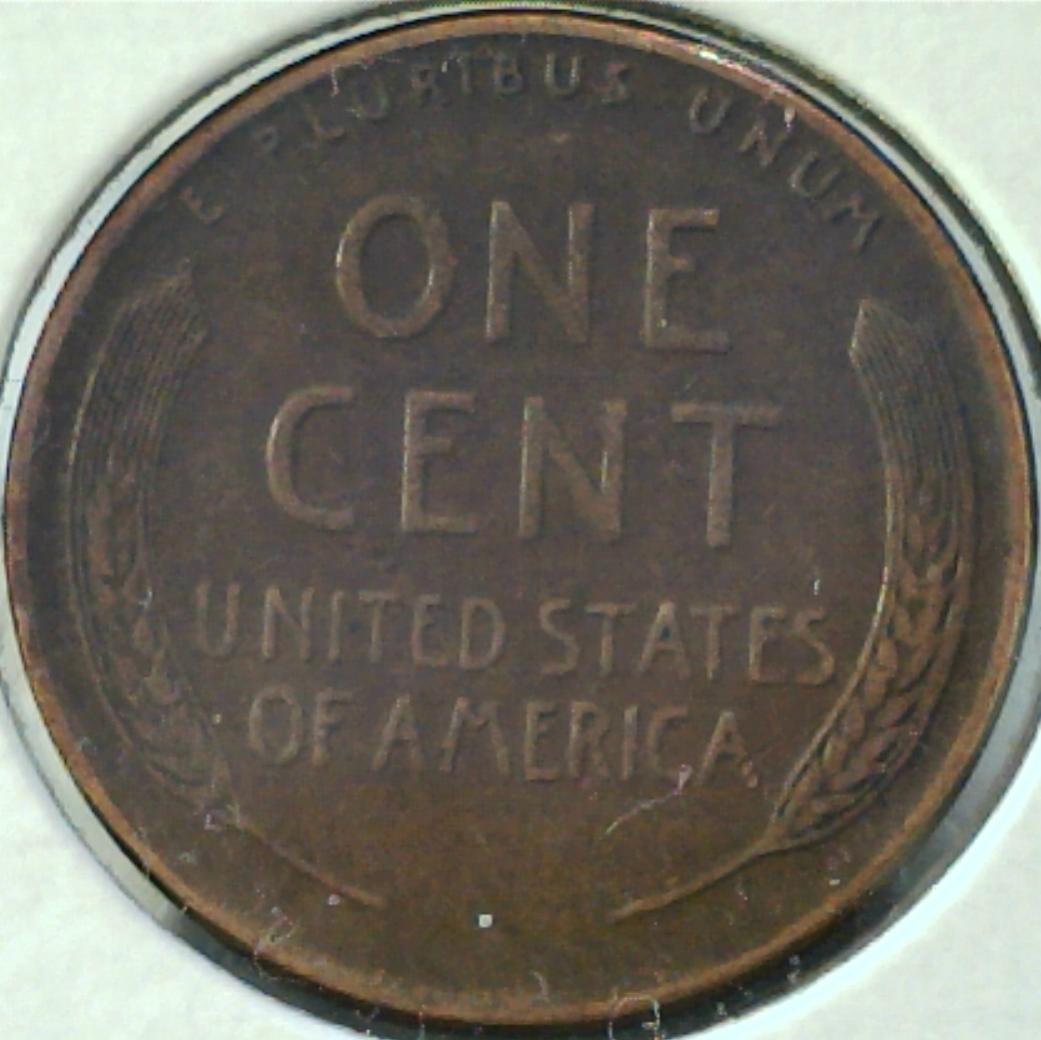 E PLURIBUS UNUM
ONE
CENT
UNITED STATES
OF AMERICA